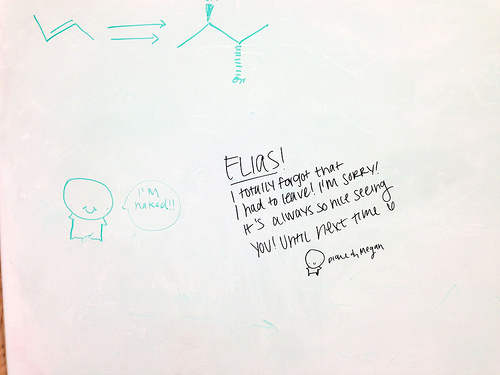 I'm
naked!!
ELIAS!
I totally forgot that
I had to leave! I'm sorry!
It's always so nice seeing
you! Until next time
Megan